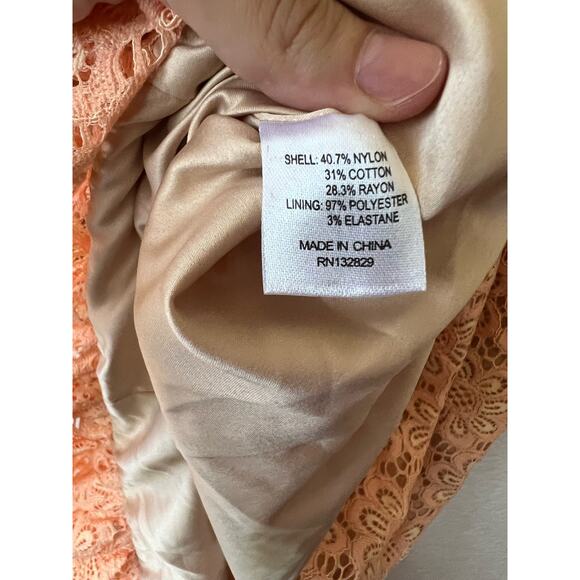 SHELL: 40.7% NYLON
31% COTTON
28.3% RAYON
LINING: 97% POLYESTER
3% ELASTANE
MADE IN CHINA
RN132829